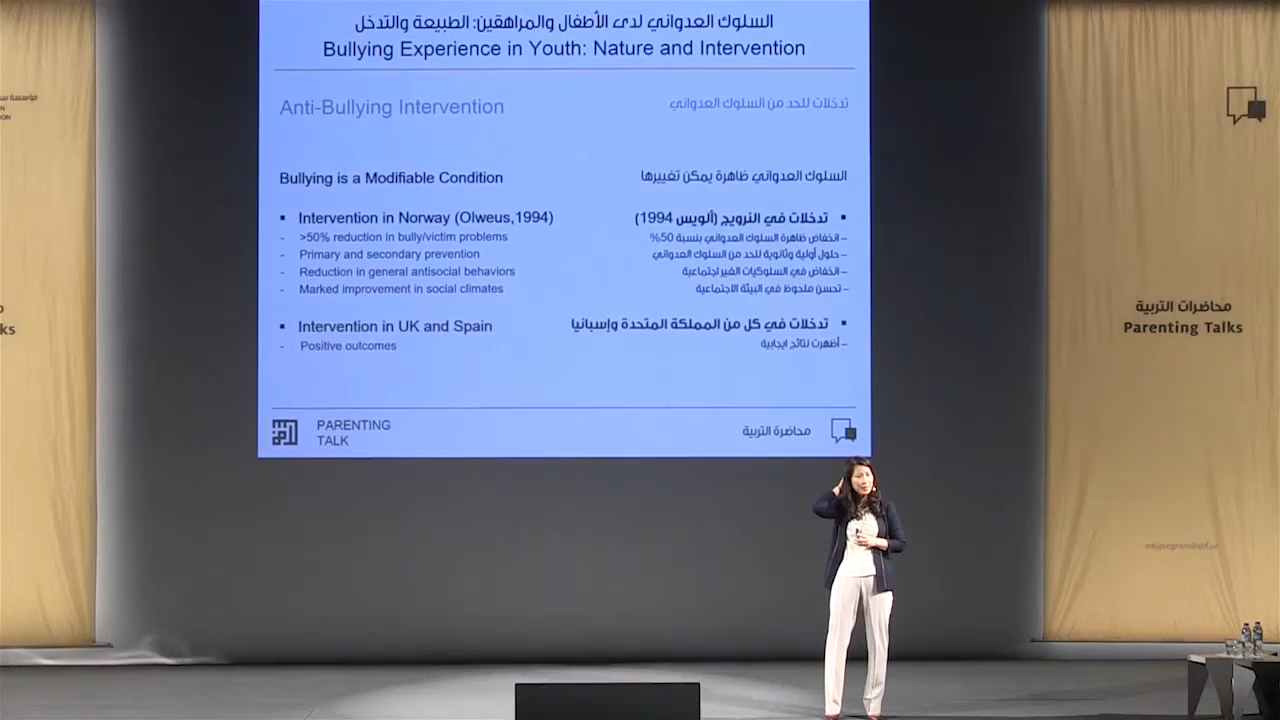 السلوك العدواني لدى الأطفال والمراهقين: الطبيعة والتدخل
Bullying Experience in Youth: Nature and Intervention
Anti-Bullying Intervention
تدخلات للحد من السلوك العدواني
Bullying is a Modifiable Condition
السلوك العدواني ظاهرة يمكن تغييرها
▪ Intervention in Norway (Olweus,1994)
- >50% reduction in bully/victim problems
- Primary and secondary prevention
- Reduction in general antisocial behaviors
- Marked improvement in social climates
▪ تدخلات في النرويج (ألويس 1994)
– انخفاض ظاهرة السلوك العدواني بنسبة 50%
– حلول أولية وثانوية للحد من السلوك العدواني
– انخفاض في السلوكيات الغير اجتماعية
– تحسن ملحوظ في البيئة الاجتماعية
▪ Intervention in UK and Spain
- Positive outcomes
▪ تدخلات في كل من المملكة المتحدة وإسبانيا
– أظهرت نتائج ايجابية
PARENTING
TALK
محاضرة التربية
محاضرات التربية
Parenting Talks
مؤسسة
ON
ks